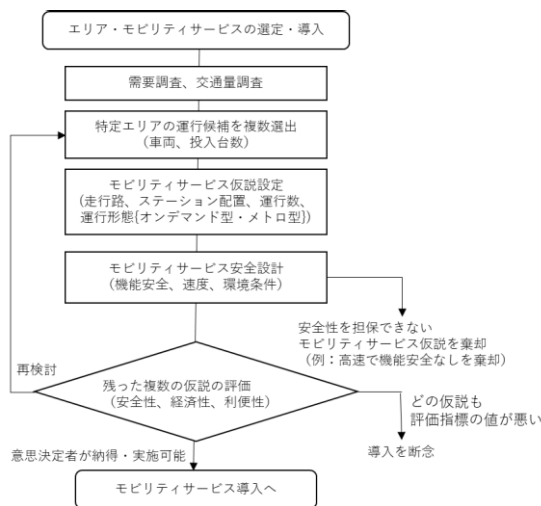 エリア・モビリティサービスの選定・導入
需要調査、交通量調査
特定エリアの運行候補を複数選出
（車両、投入台数）
モビリティサービス仮説設定
（走行路、ステーション配置、運行数、
運行形態{オンデマンド型・メトロ型}）
モビリティサービス安全設計
（機能安全、速度、環境条件）
安全性を担保できない
モビリティサービス仮説を棄却
（例：高速で機能安全なしを棄却）
再検討
残った複数の仮説の評価
（安全性、経済性、利便性）
どの仮説も
評価指標の値が悪い
導入を断念
意思決定者が納得・実施可能
モビリティサービス導入へ